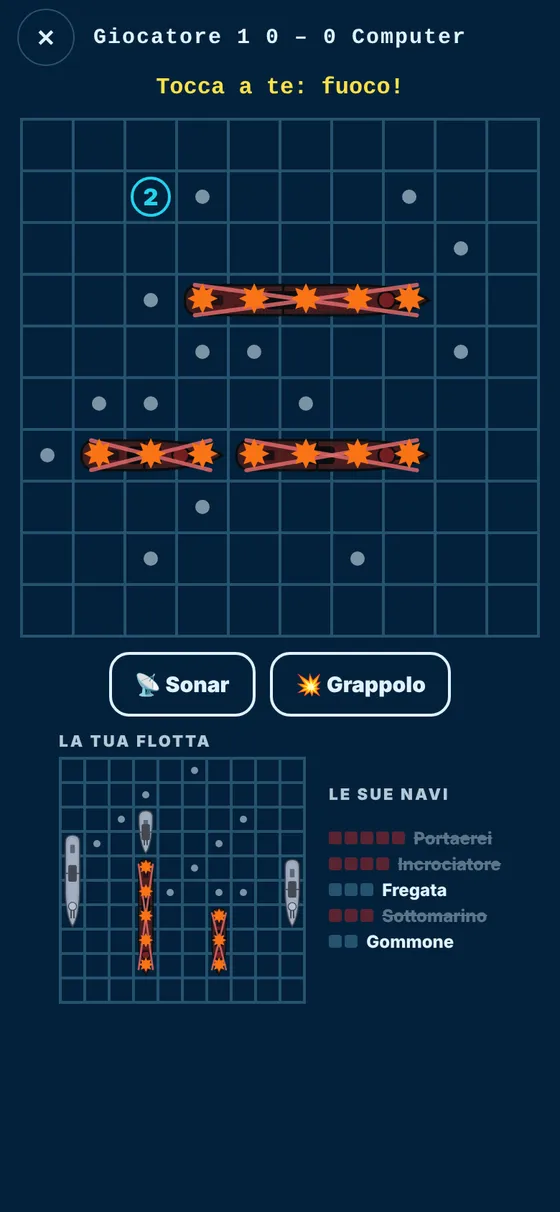 × Giocatore 1 0 – 0 Computer
Tocca a te: fuoco!
2
Sonar
Grappolo
LA TUA FLOTTA
LE SUE NAVI
Portaerei
Incrociatore
Fregata
Sottomarino
Gommone